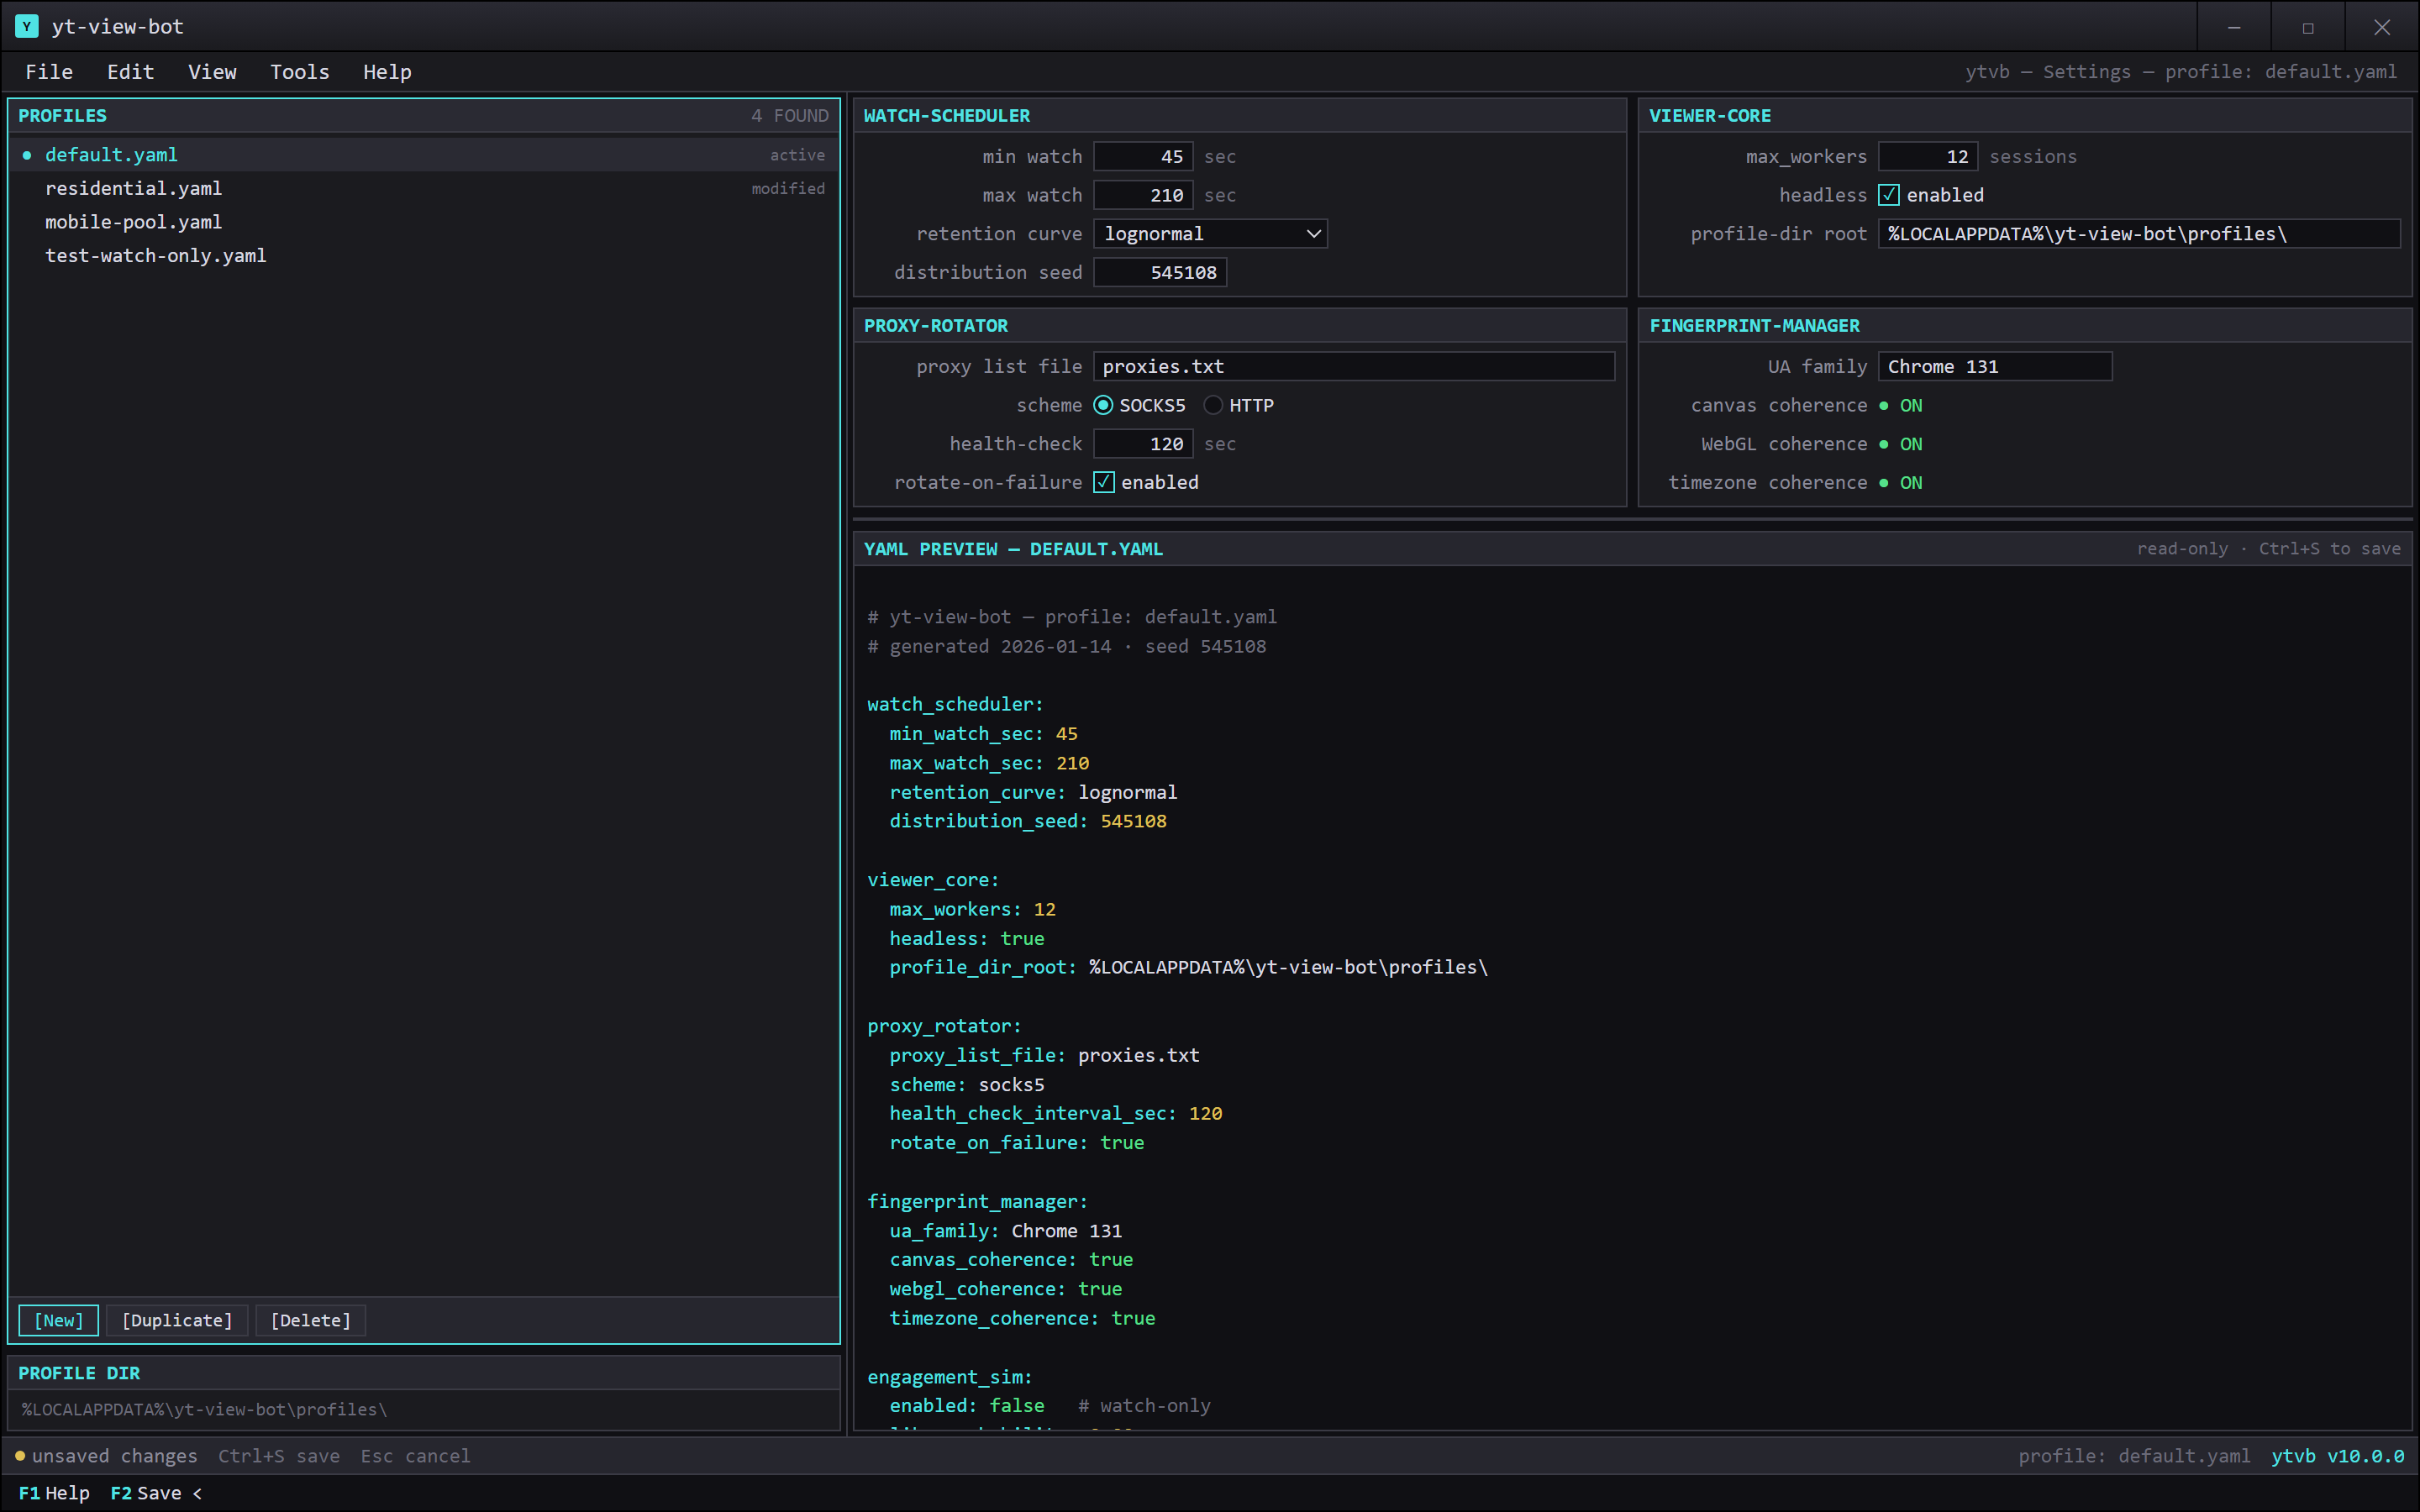 Y yt-view-bot
File Edit View Tools Help ytvb — Settings — profile: default.yaml
PROFILES 4 FOUND
default.yaml active
residential.yaml modified
mobile-pool.yaml
test-watch-only.yaml
[New] [Duplicate] [Delete]
PROFILE DIR
%LOCALAPPDATA%\yt-view-bot\profiles\
WATCH-SCHEDULER
min watch 45 sec
max watch 210 sec
retention curve lognormal
distribution seed 545108
VIEWER-CORE
max_workers 12 sessions
headless ✓ enabled
profile-dir root %LOCALAPPDATA%\yt-view-bot\profiles\
PROXY-ROTATOR
proxy list file proxies.txt
scheme SOCKS5 HTTP
health-check 120 sec
rotate-on-failure ✓ enabled
FINGERPRINT-MANAGER
UA family Chrome 131
canvas coherence ● ON
WebGL coherence ● ON
timezone coherence ● ON
YAML PREVIEW — DEFAULT.YAML read-only · Ctrl+S to save
# yt-view-bot — profile: default.yaml
# generated 2026-01-14 · seed 545108
watch_scheduler:
min_watch_sec: 45
max_watch_sec: 210
retention_curve: lognormal
distribution_seed: 545108
viewer_core:
max_workers: 12
headless: true
profile_dir_root: %LOCALAPPDATA%\yt-view-bot\profiles\
proxy_rotator:
proxy_list_file: proxies.txt
scheme: socks5
health_check_interval_sec: 120
rotate_on_failure: true
fingerprint_manager:
ua_family: Chrome 131
canvas_coherence: true
webgl_coherence: true
timezone_coherence: true
engagement_sim:
enabled: false # watch-only
unsaved changes Ctrl+S save Esc cancel profile: default.yaml ytvb v10.0.0
F1 Help F2 Save <